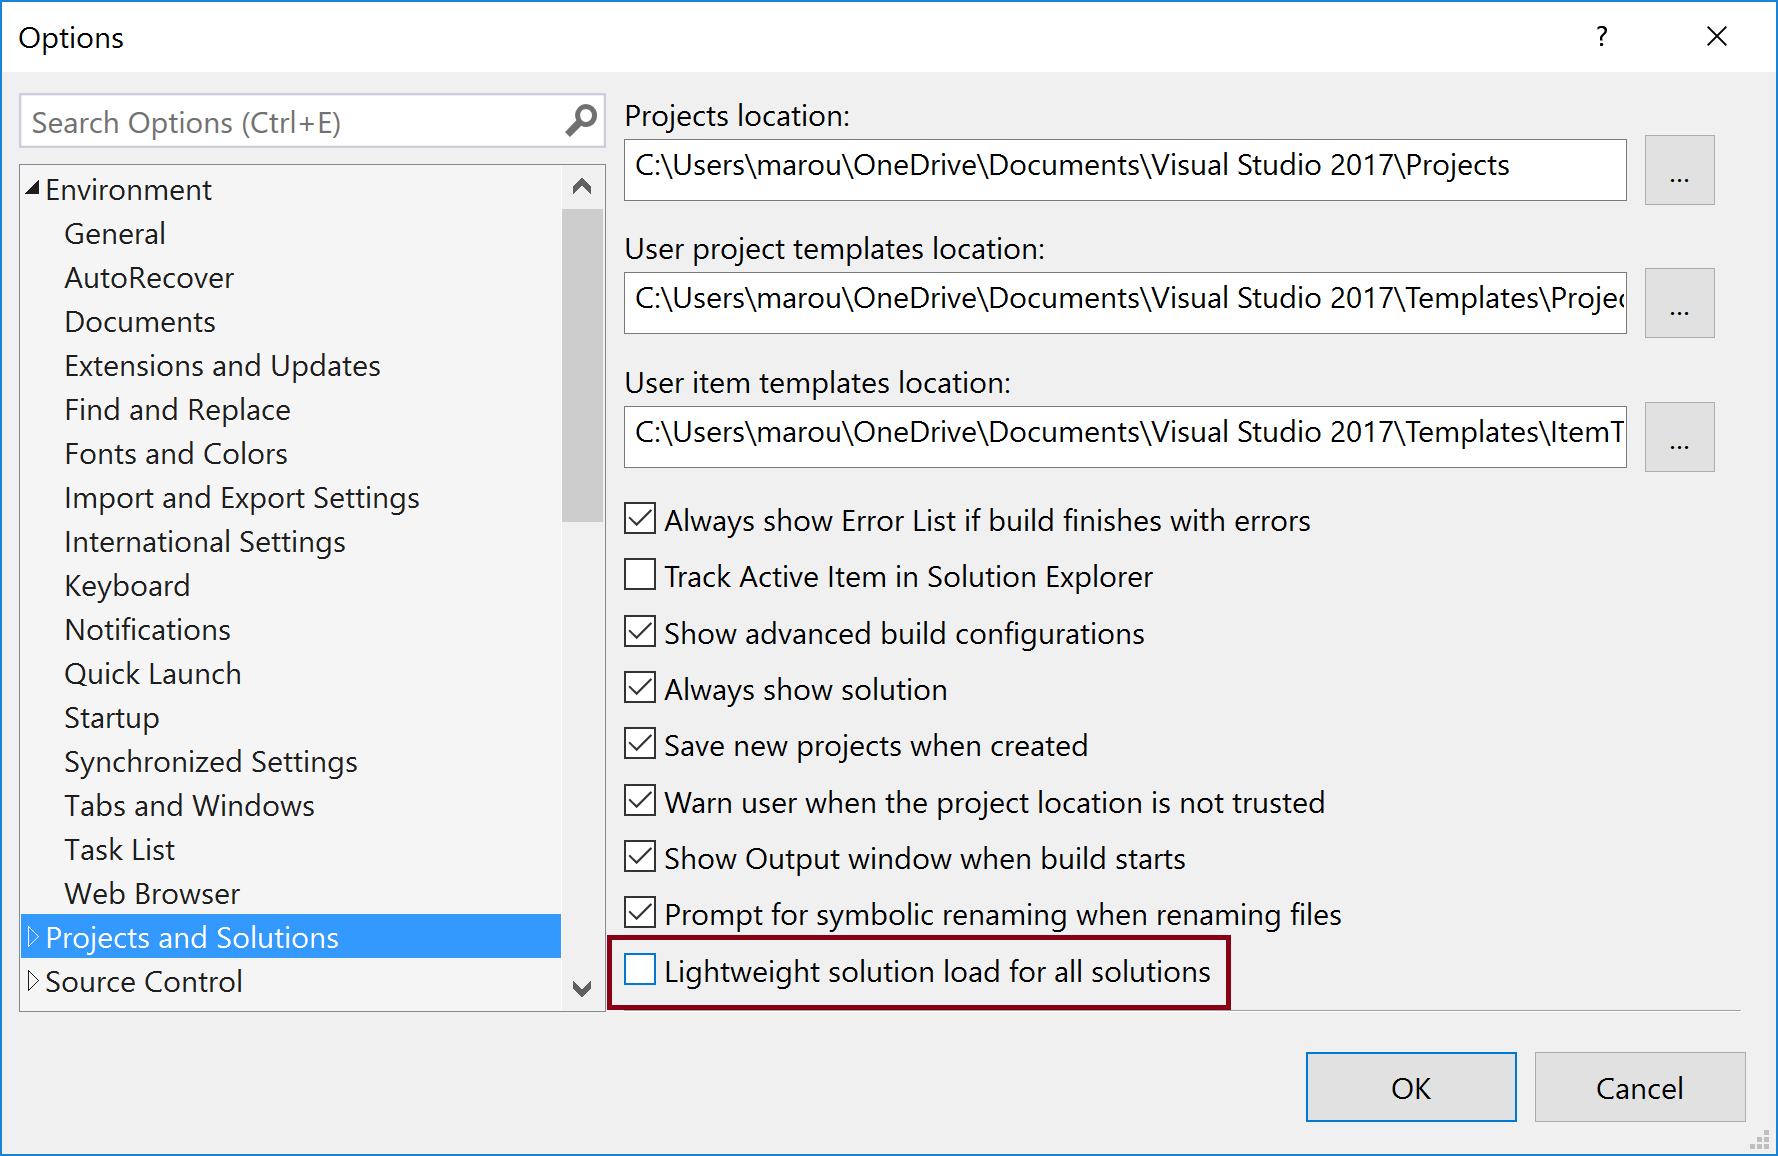 Options
?
Search Options (Ctrl+E)
Environment
General
AutoRecover
Documents
Extensions and Updates
Find and Replace
Fonts and Colors
Import and Export Settings
International Settings
Keyboard
Notifications
Quick Launch
Startup
Synchronized Settings
Tabs and Windows
Task List
Web Browser
Projects and Solutions
Source Control
Projects location:
C:\Users\marou\OneDrive\Documents\Visual Studio 2017\Projects
...
User project templates location:
C:\Users\marou\OneDrive\Documents\Visual Studio 2017\Templates\Projec
...
User item templates location:
C:\Users\marou\OneDrive\Documents\Visual Studio 2017\Templates\ItemT
...
Always show Error List if build finishes with errors
Track Active Item in Solution Explorer
Show advanced build configurations
Always show solution
Save new projects when created
Warn user when the project location is not trusted
Show Output window when build starts
Prompt for symbolic renaming when renaming files
Lightweight solution load for all solutions
OK
Cancel